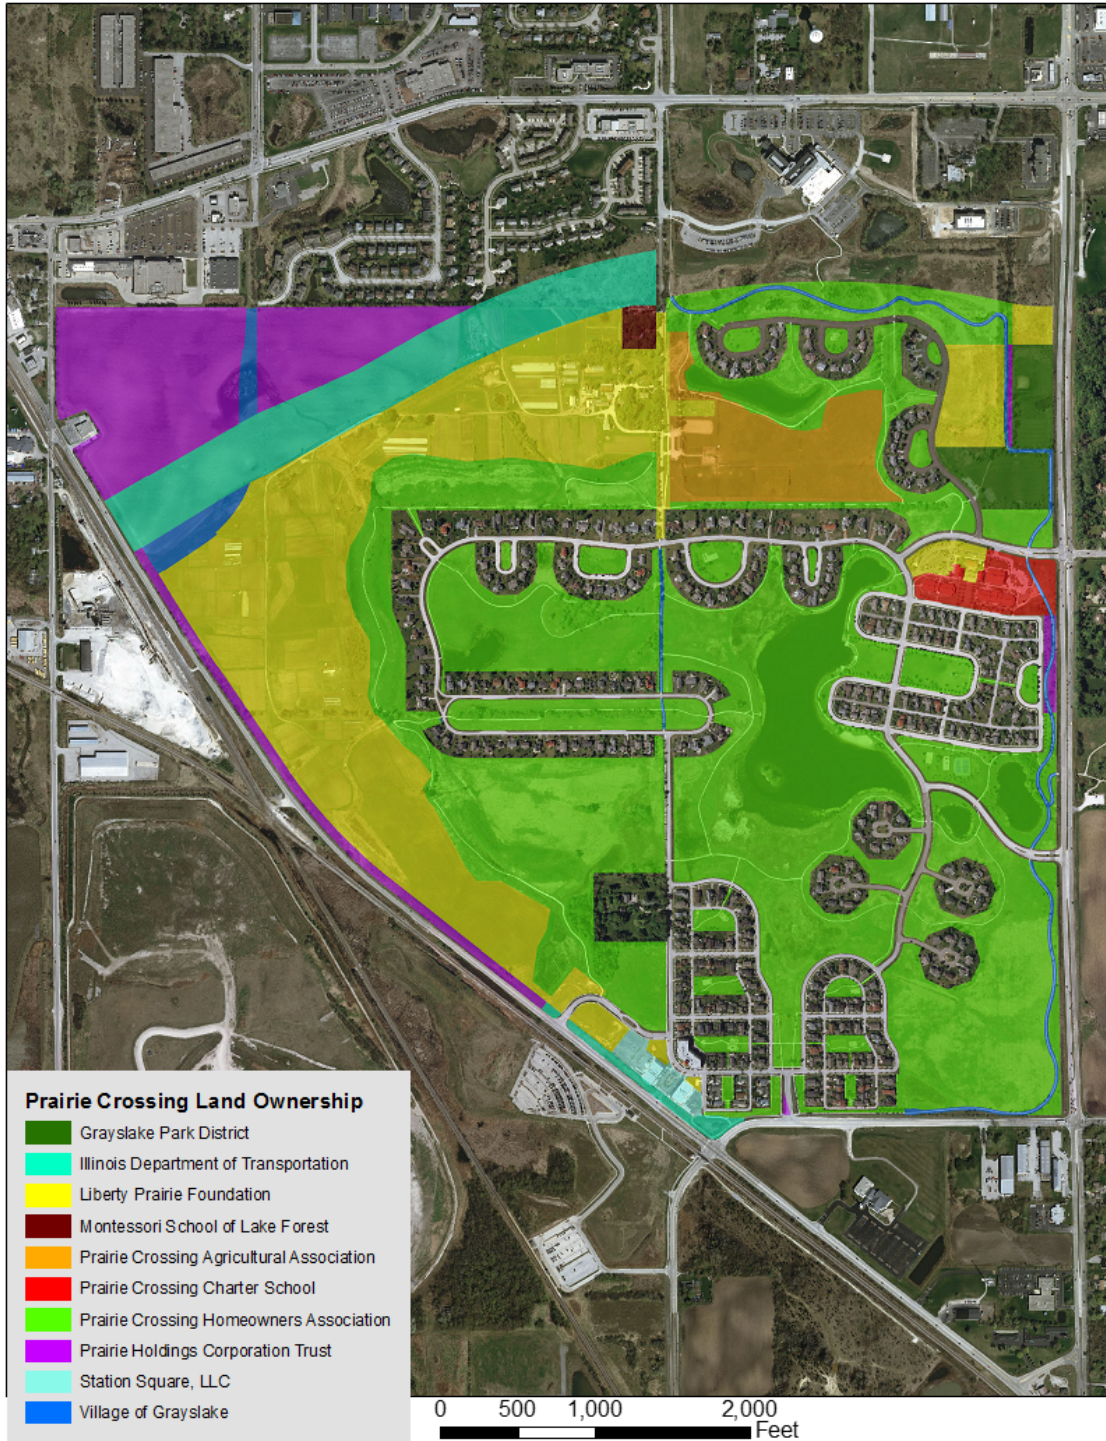 Prairie Crossing Land Ownership
Grayslake Park District
Illinois Department of Transportation
Liberty Prairie Foundation
Montessori School of Lake Forest
Prairie Crossing Agricultural Association
Prairie Crossing Charter School
Prairie Crossing Homeowners Association
Prairie Holdings Corporation Trust
Station Square, LLC
Village of Grayslake
0 500 1,000 2,000
Feet